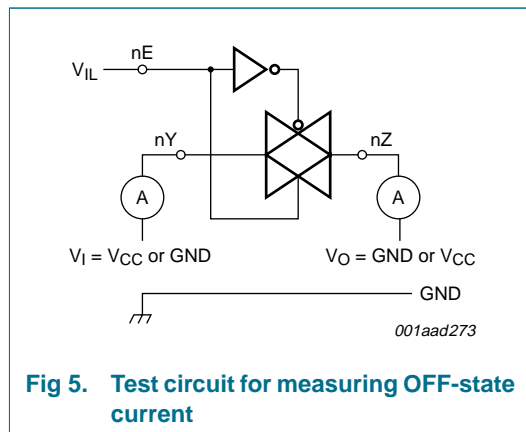 nE
VIL
nY
nZ
A
A
VI = VCC or GND
VO = GND or VCC
GND
001aad273
Fig 5. Test circuit for measuring OFF-state
current